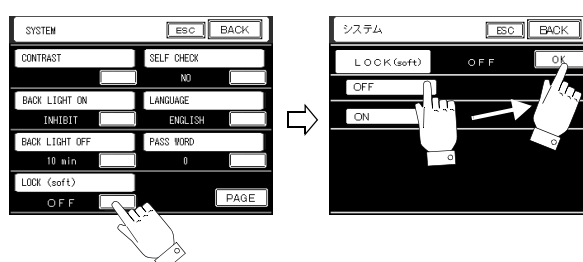 SYSTEM ESC BACK
CONTRAST SELF CHECK
NO
BACK LIGHT ON LANGUAGE
INHIBIT ENGLISH
BACK LIGHT OFF PASS WORD
10 min 0
LOCK (soft)
OFF PAGE
システム ESC BACK
LOCK(soft) OFF OK
OFF
ON